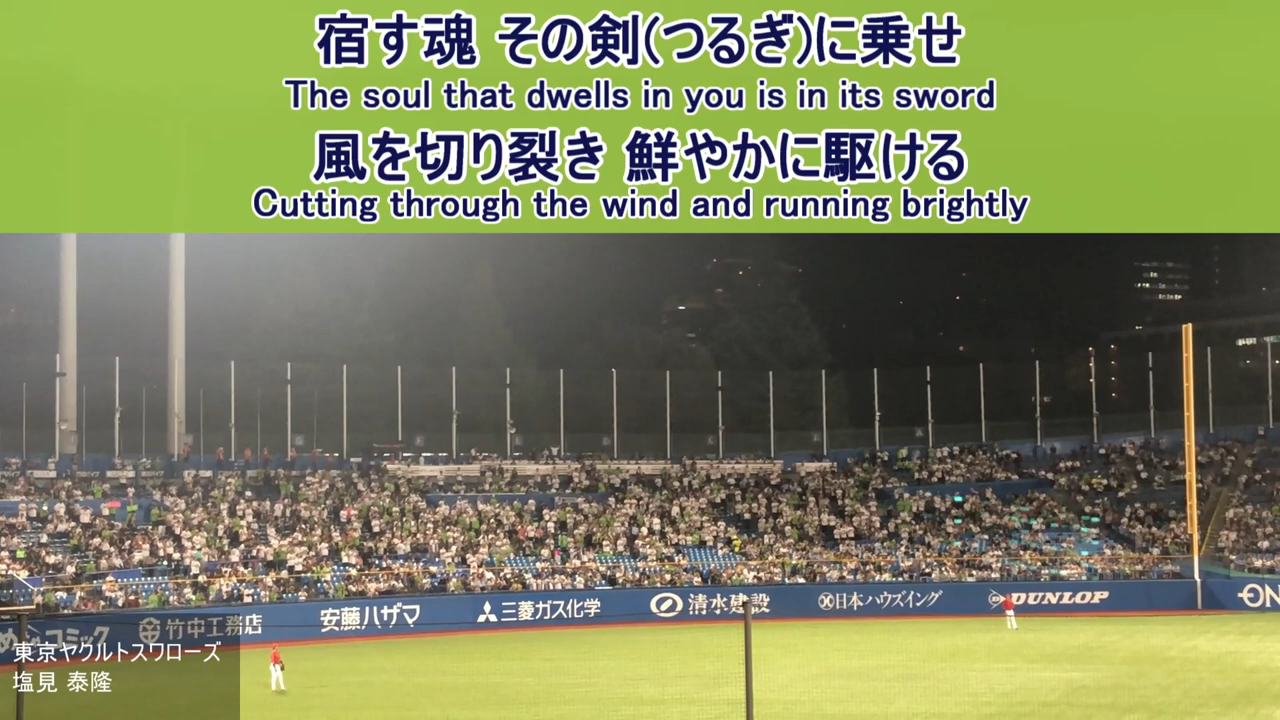 宿す魂 その剣(つるぎ)に乗せ
The soul that dwells in you is in its sword
風を切り裂き 鮮やかに駆ける
Cutting through the wind and running brightly
コミック
竹中工務店
安藤ハザマ
三菱ガス化学
清水建設
日本ハウズイング
DUNLOP
東京ヤクルトスワローズ
塩見 泰隆